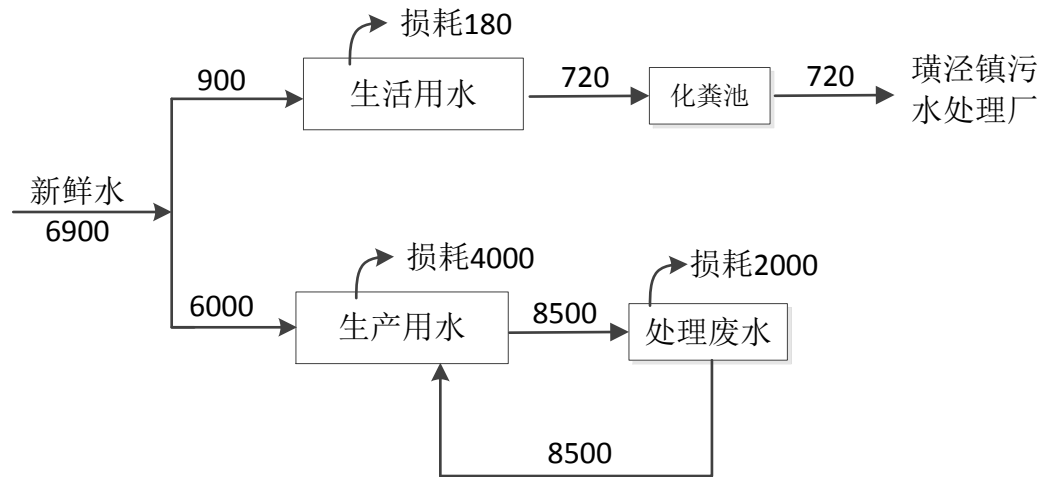 损耗180
900
生活用水
720
化粪池
720
璜泾镇污
水处理厂
新鲜水
6900
损耗4000
损耗2000
6000
生产用水
8500
处理废水
8500